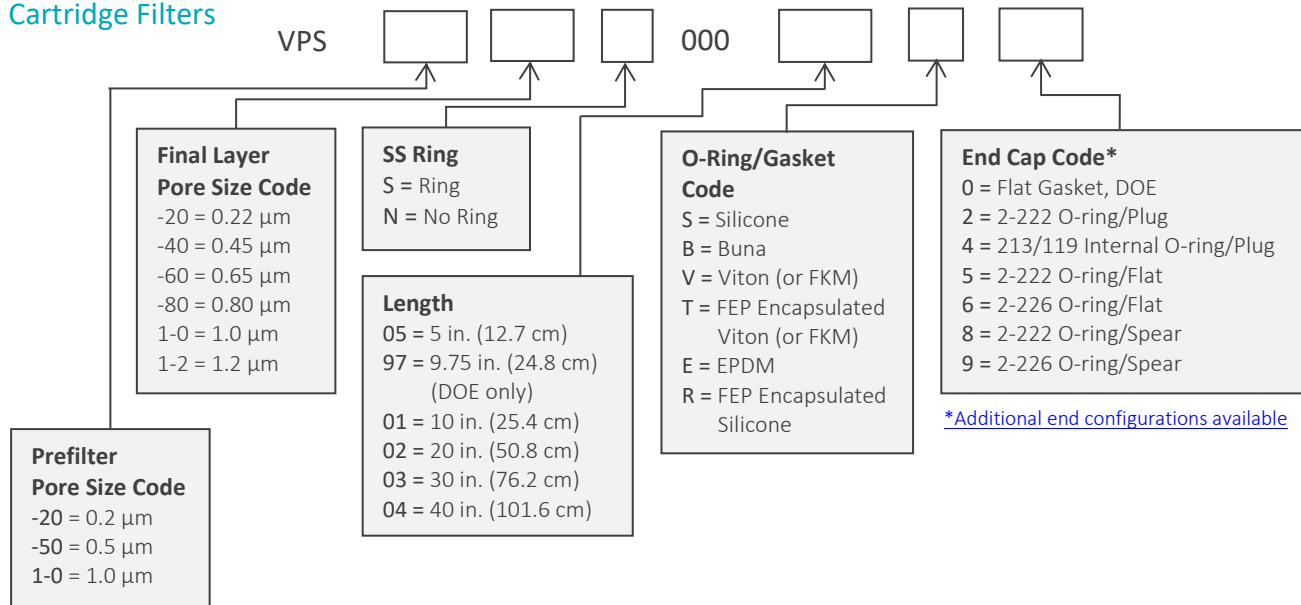 Cartridge Filters
VPS 000
Final Layer
Pore Size Code
-20 = 0.22 µm
-40 = 0.45 µm
-60 = 0.65 µm
-80 = 0.80 µm
1-0 = 1.0 µm
1-2 = 1.2 µm
SS Ring
S = Ring
N = No Ring
O-Ring/Gasket
Code
S = Silicone
B = Buna
V = Viton (or FKM)
T = FEP Encapsulated
Viton (or FKM)
E = EPDM
R = FEP Encapsulated
Silicone
End Cap Code*
0 = Flat Gasket, DOE
2 = 2-222 O-ring/Plug
4 = 213/119 Internal O-ring/Plug
5 = 2-222 O-ring/Flat
6 = 2-226 O-ring/Flat
8 = 2-222 O-ring/Spear
9 = 2-226 O-ring/Spear
*Additional end configurations available
Length
05 = 5 in. (12.7 cm)
97 = 9.75 in. (24.8 cm)
(DOE only)
01 = 10 in. (25.4 cm)
02 = 20 in. (50.8 cm)
03 = 30 in. (76.2 cm)
04 = 40 in. (101.6 cm)
Prefilter
Pore Size Code
-20 = 0.2 µm
-50 = 0.5 µm
1-0 = 1.0 µm